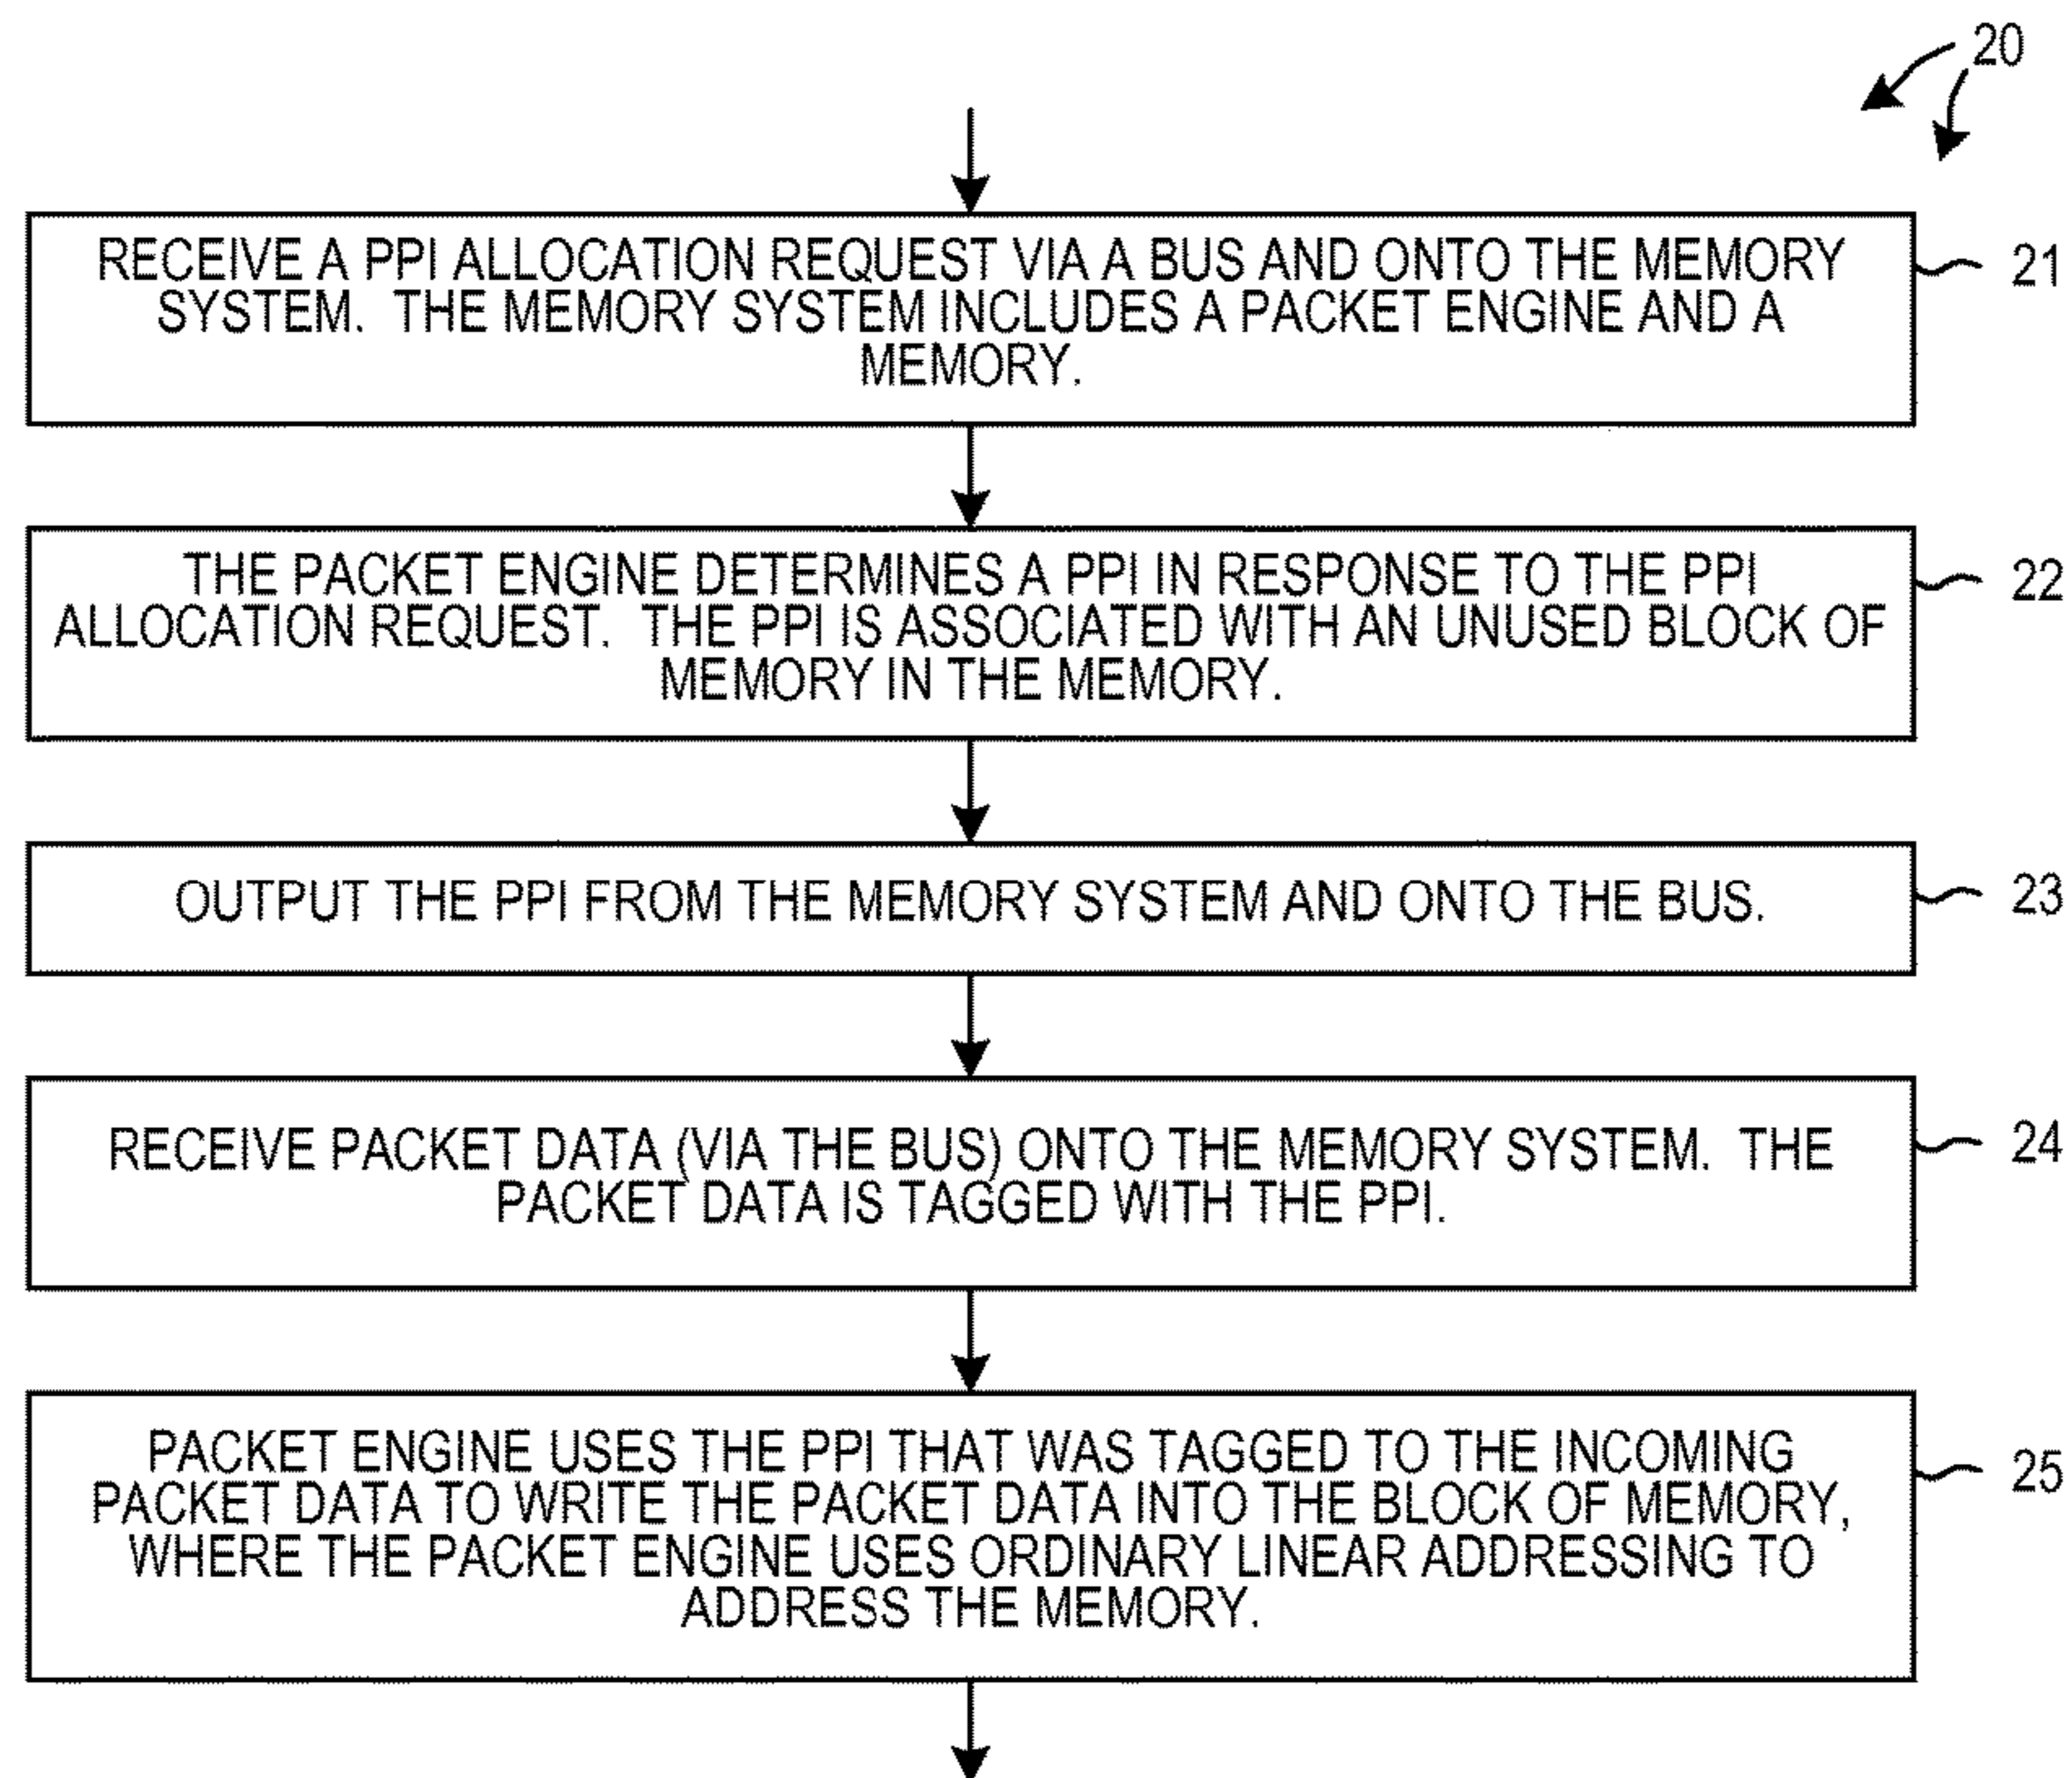 20
RECEIVE A PPI ALLOCATION REQUEST VIA A BUS AND ONTO THE MEMORY
SYSTEM. THE MEMORY SYSTEM INCLUDES A PACKET ENGINE AND A
MEMORY.
21
THE PACKET ENGINE DETERMINES A PPI IN RESPONSE TO THE PPI
ALLOCATION REQUEST. THE PPI IS ASSOCIATED WITH AN UNUSED BLOCK OF
MEMORY IN THE MEMORY.
22
OUTPUT THE PPI FROM THE MEMORY SYSTEM AND ONTO THE BUS.
23
RECEIVE PACKET DATA (VIA THE BUS) ONTO THE MEMORY SYSTEM. THE
PACKET DATA IS TAGGED WITH THE PPI.
24
PACKET ENGINE USES THE PPI THAT WAS TAGGED TO THE INCOMING
PACKET DATA TO WRITE THE PACKET DATA INTO THE BLOCK OF MEMORY,
WHERE THE PACKET ENGINE USES ORDINARY LINEAR ADDRESSING TO
ADDRESS THE MEMORY.
25